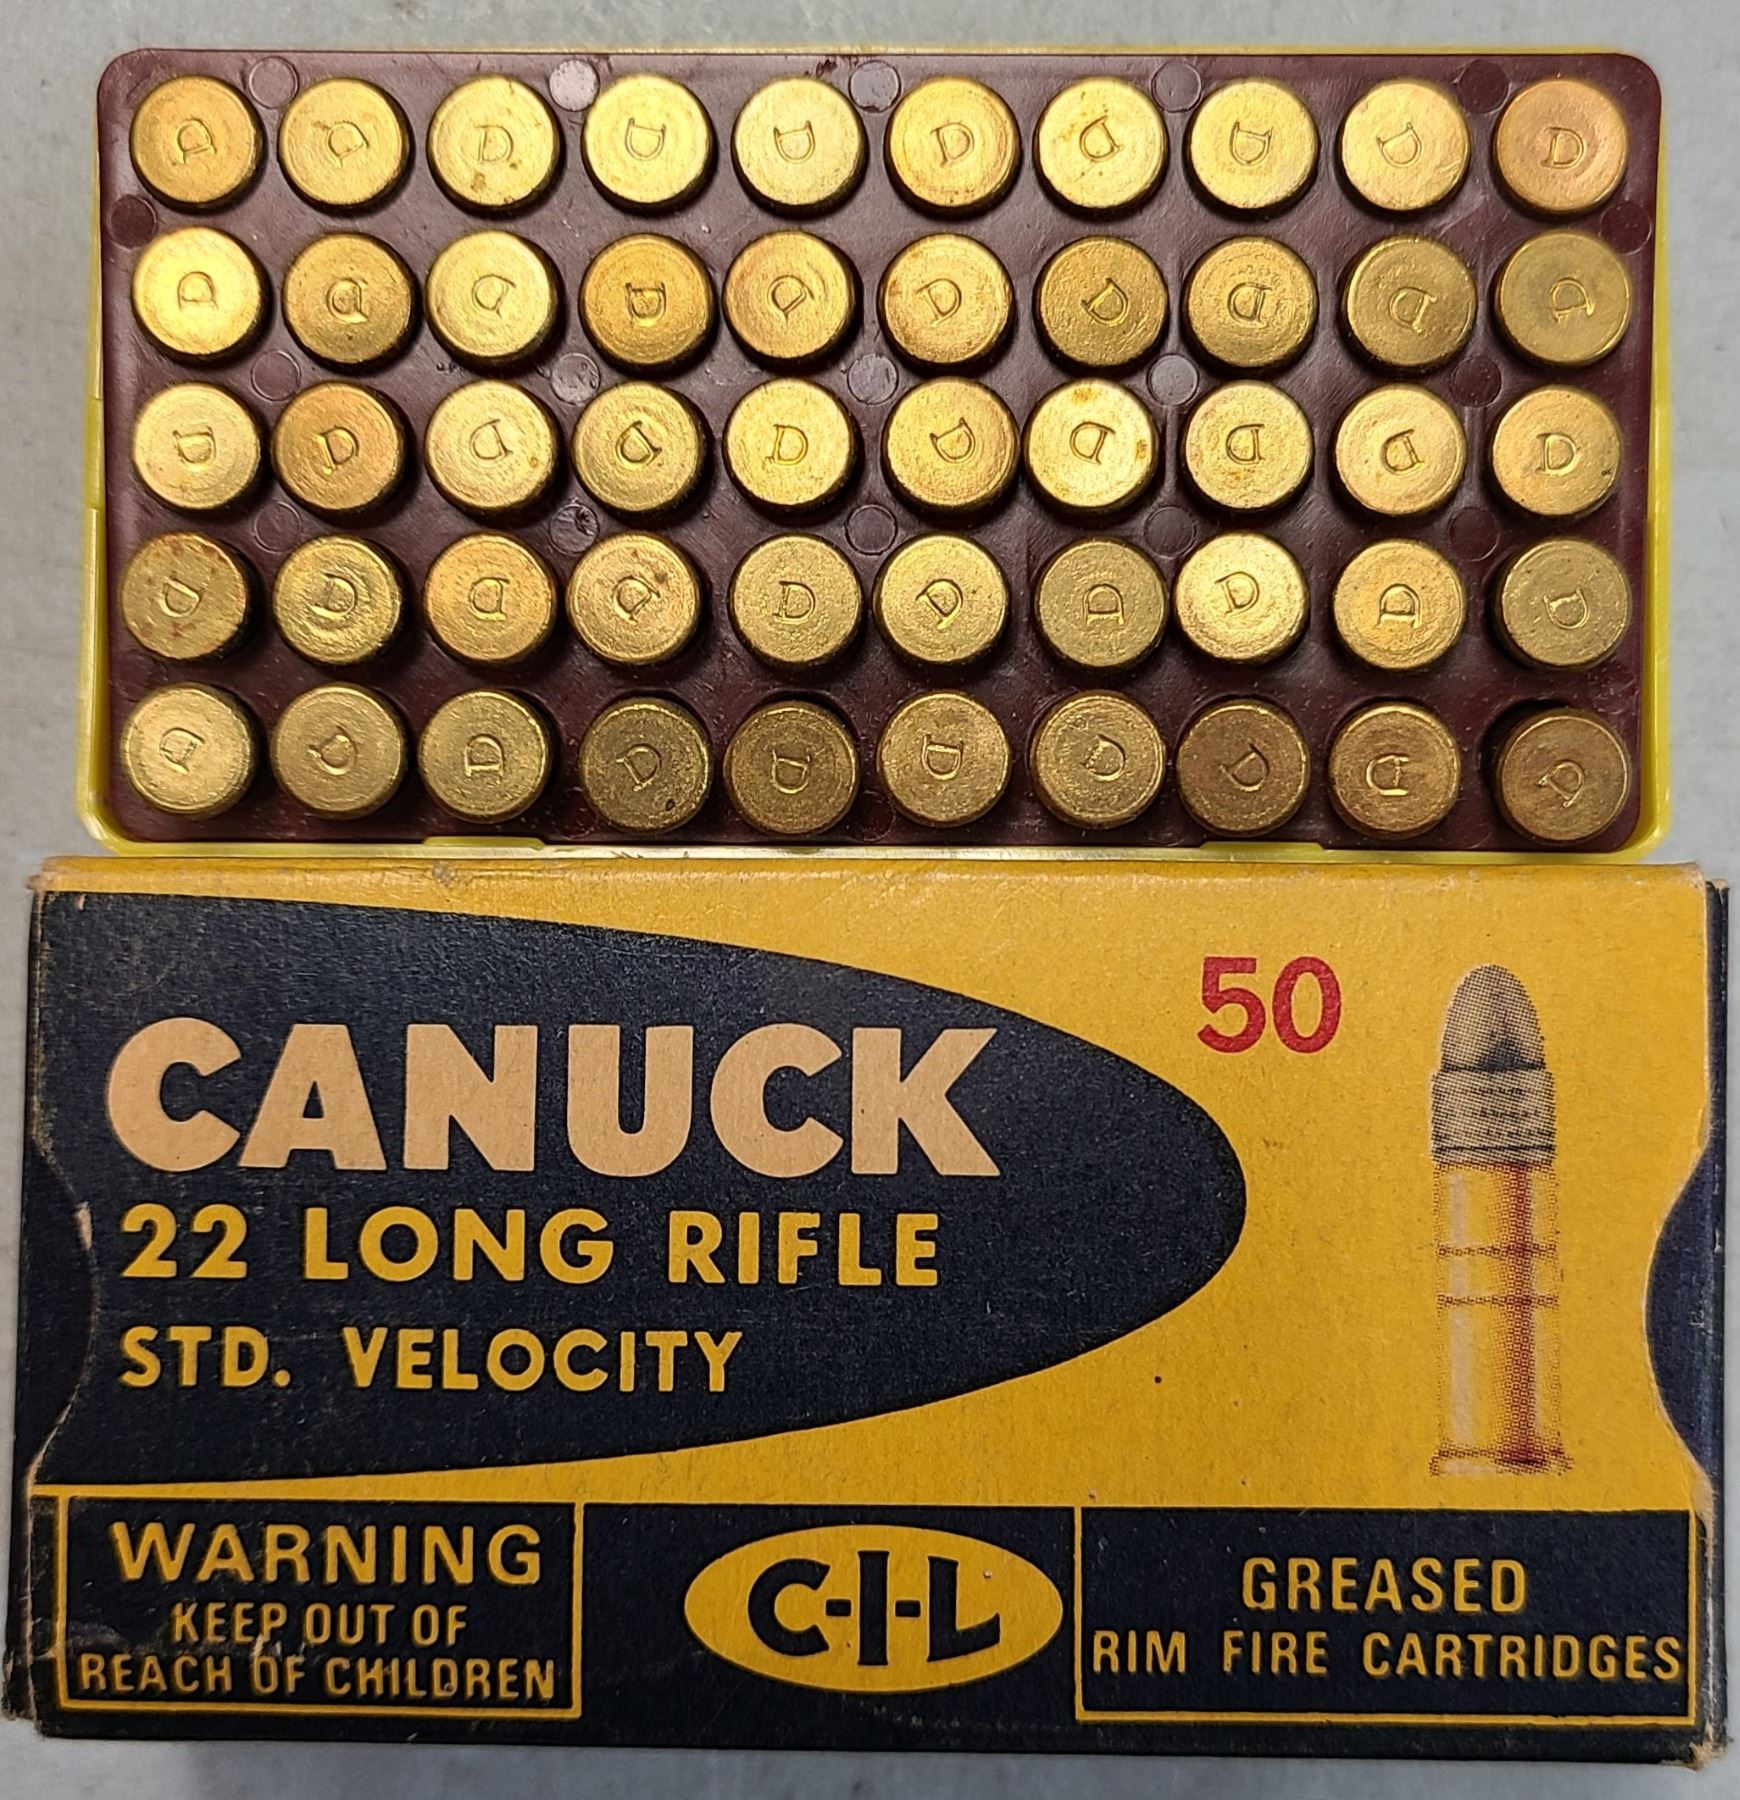 D D D D D D D D D D
D D D D D D D D D D
D D D D D D D D D D
D D D D D D D D D D
D D D D D D D D D D
50
CANUCK
22 LONG RIFLE
STD. VELOCITY
WARNING
KEEP OUT OF
REACH OF CHILDREN
C-I-L
GREASED
RIM FIRE CARTRIDGES